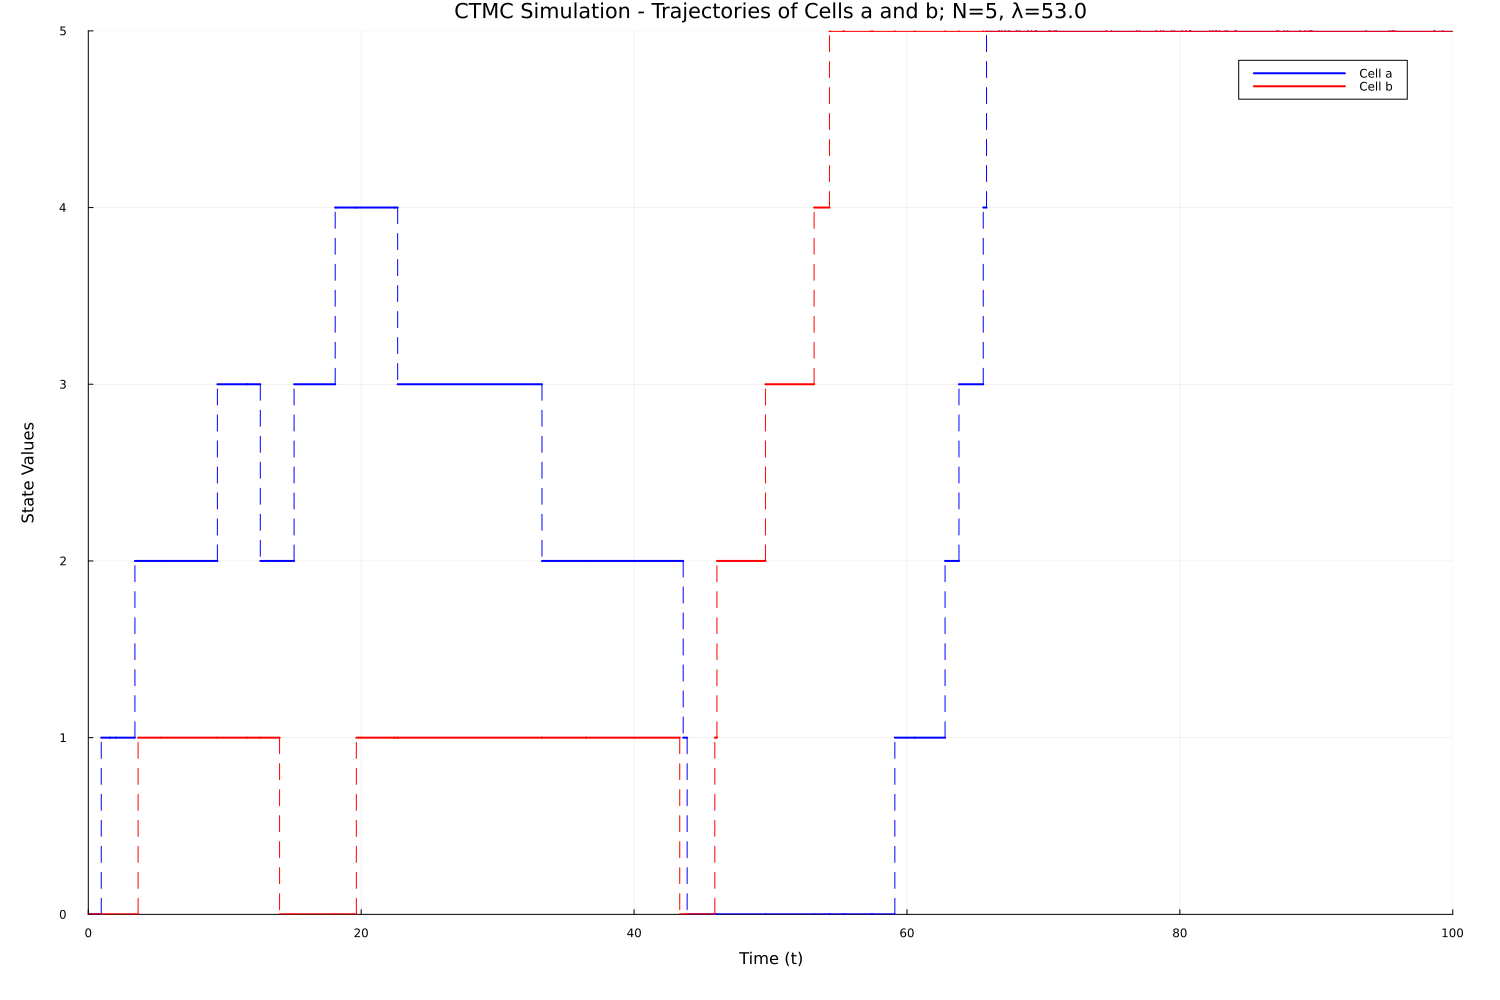 CTMC Simulation - Trajectories of Cells a and b; N=5, λ=53.0
5
4
3
2
1
0
State Values
Cell a
Cell b
0 20 40 60 80 100
Time (t)